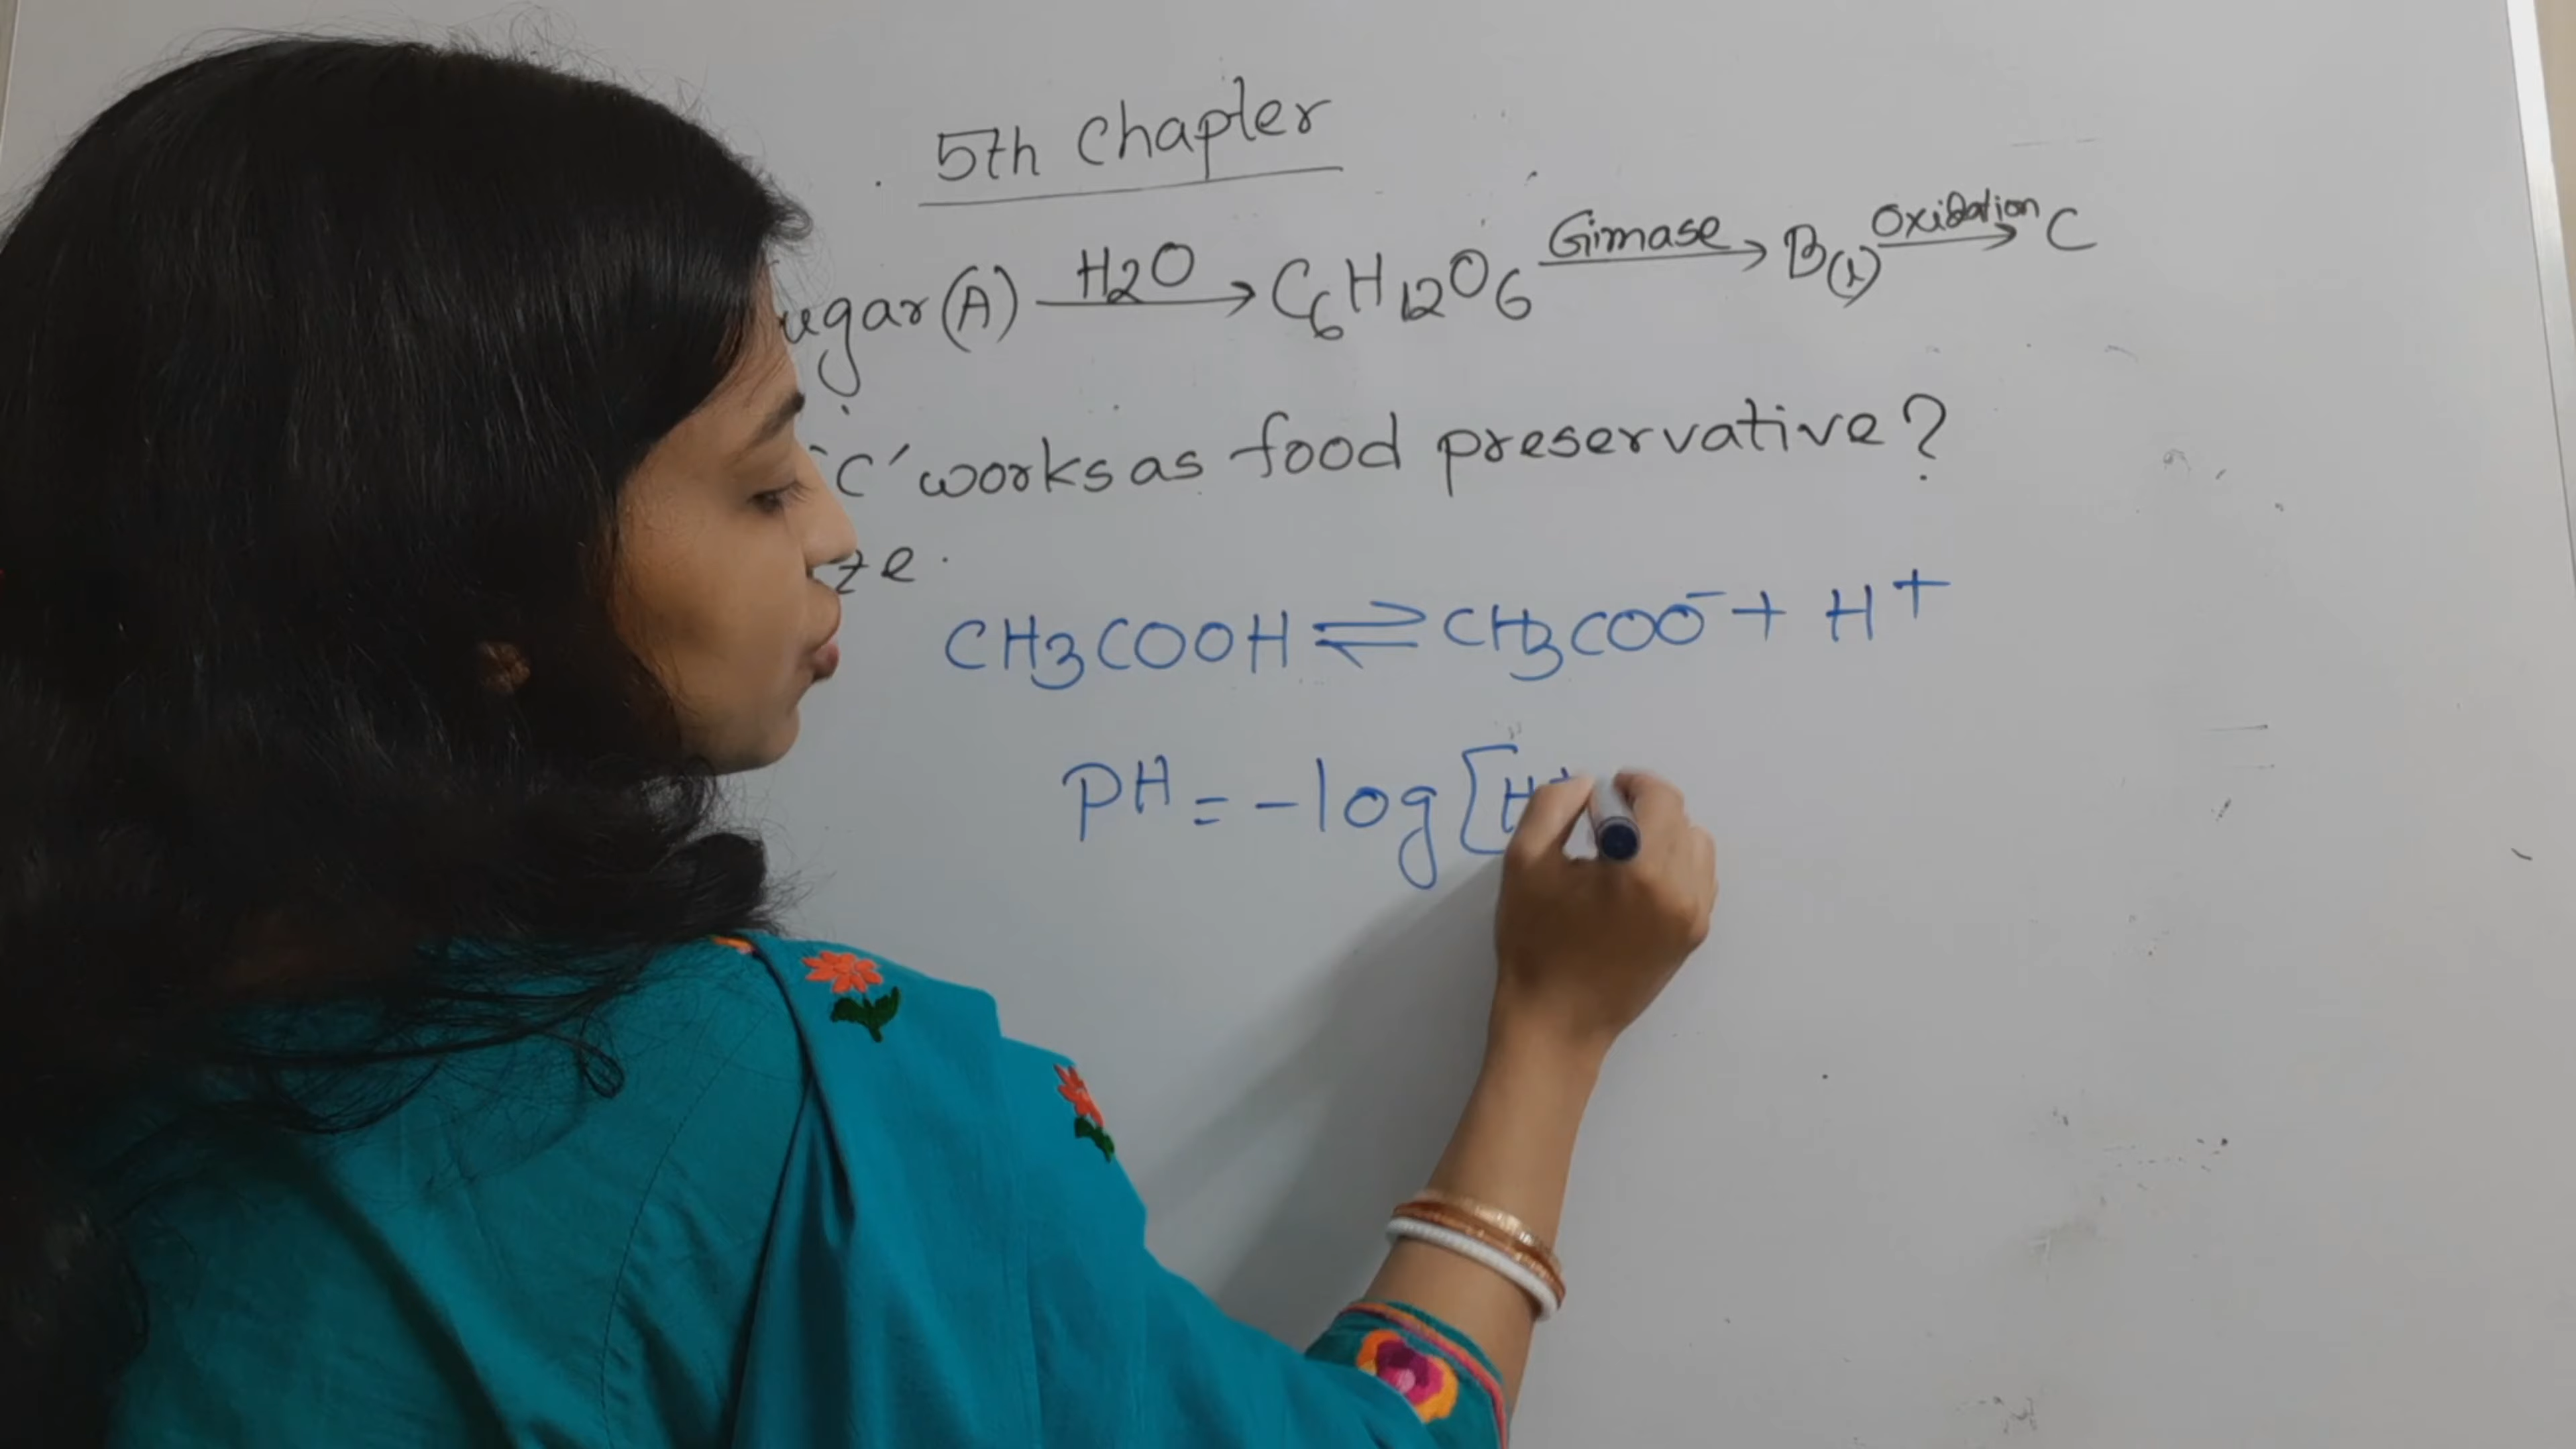 5th Chapter
ugar (A) H2O → C6H12O6 Gimase → B(l) Oxidation → C
'C' works as food preservative?
ze.
CH3COOH ⇌ CH3COO⁻ + H⁺
PH = -log [H+